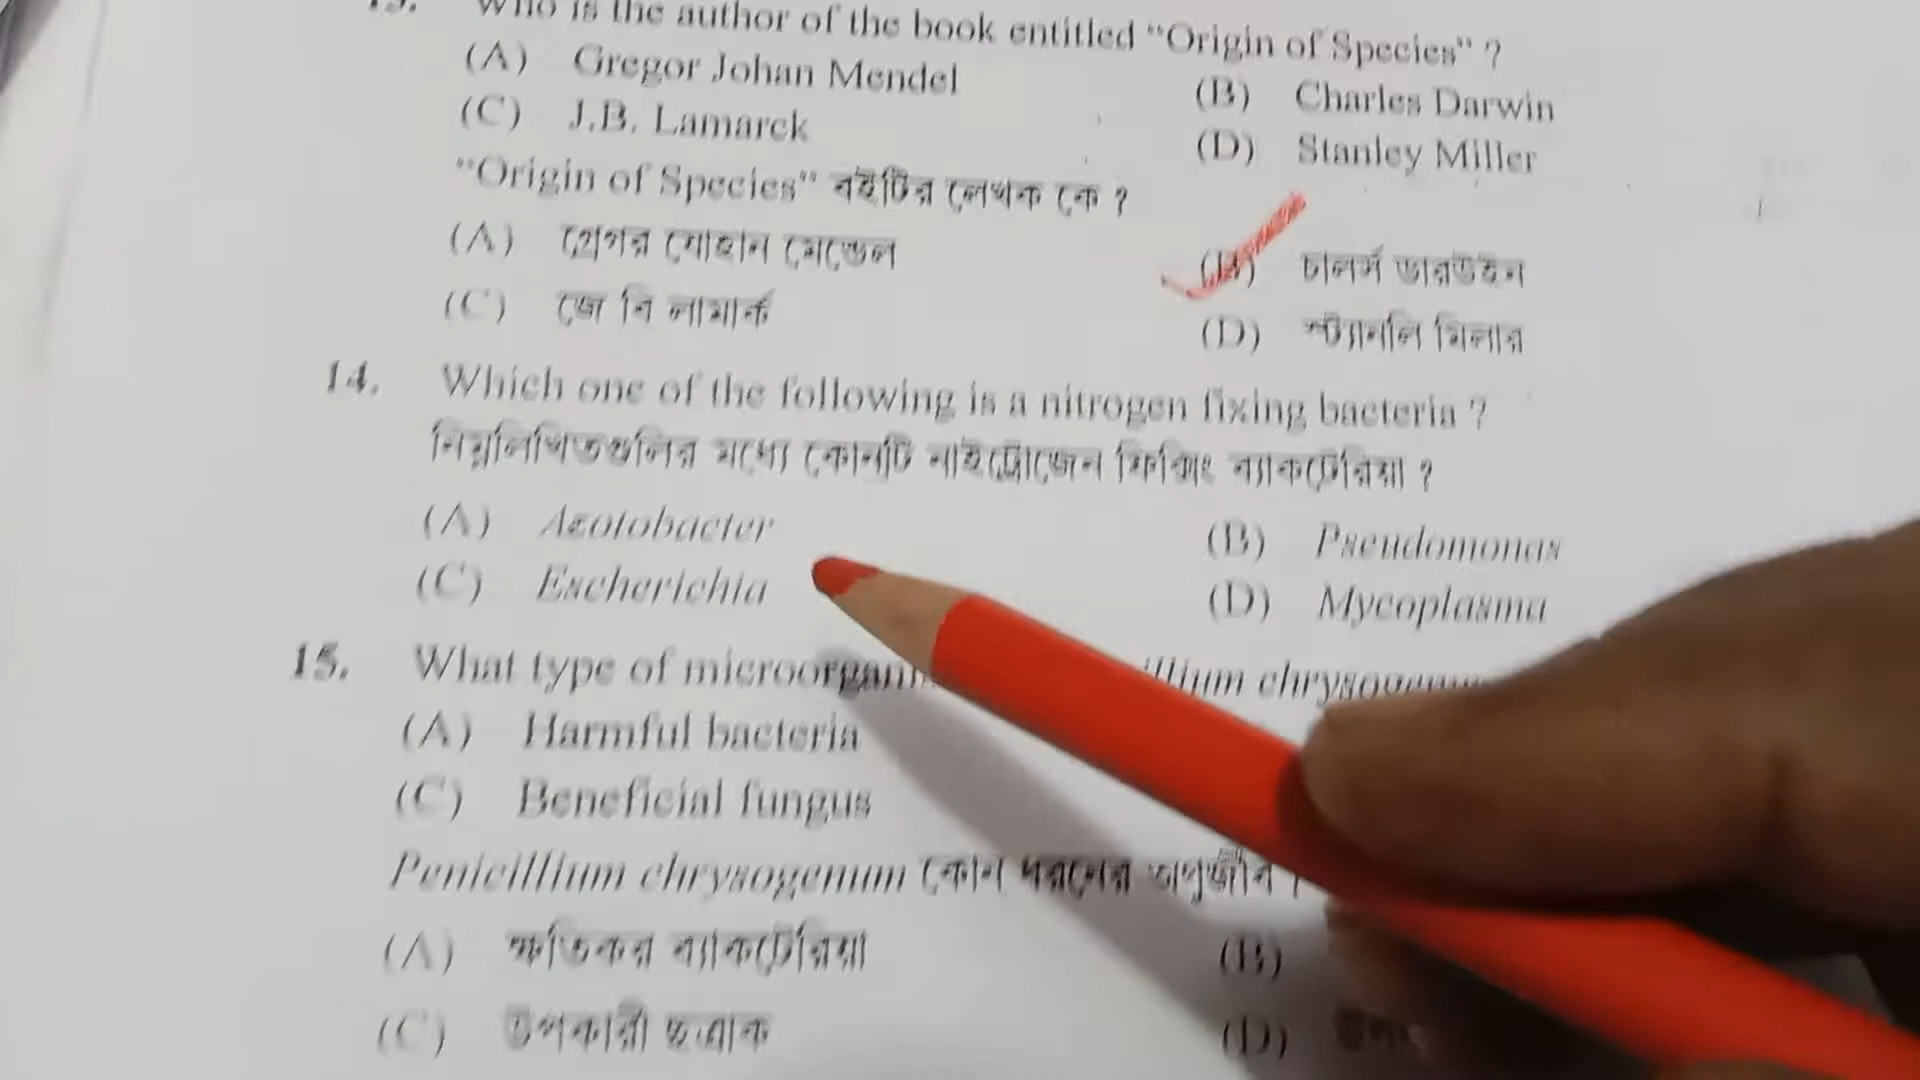 Who is the author of the book entitled "Origin of Species" ?
(A) Gregor Johan Mendel (B) Charles Darwin
(C) J.B. Lamarck (D) Stanley Miller
"Origin of Species" বইটির লেখক কে ?
(A) গ্রেগর যোহান মেন্ডেল (B) চালর্স ডারউইন
(C) জে বি লামার্ক (D) স্ট্যানলি মিলার
14. Which one of the following is a nitrogen fixing bacteria ?
নিম্নলিখিতগুলির মধ্যে কোনটি নাইট্রোজেন ফিক্সিং ব্যাকটেরিয়া ?
(A) Azotobacter (B) Pseudomonas
(C) Escherichia (D) Mycoplasma
15. What type of
(A) Harmful bacteria
(C) Beneficial fungus
Penicillium chrysogenum কোন ধরনের অণুজীব
(A) ক্ষতিকর ব্যাকটেরিয়া (B)
(C) উপকারী ছত্রাক (D)